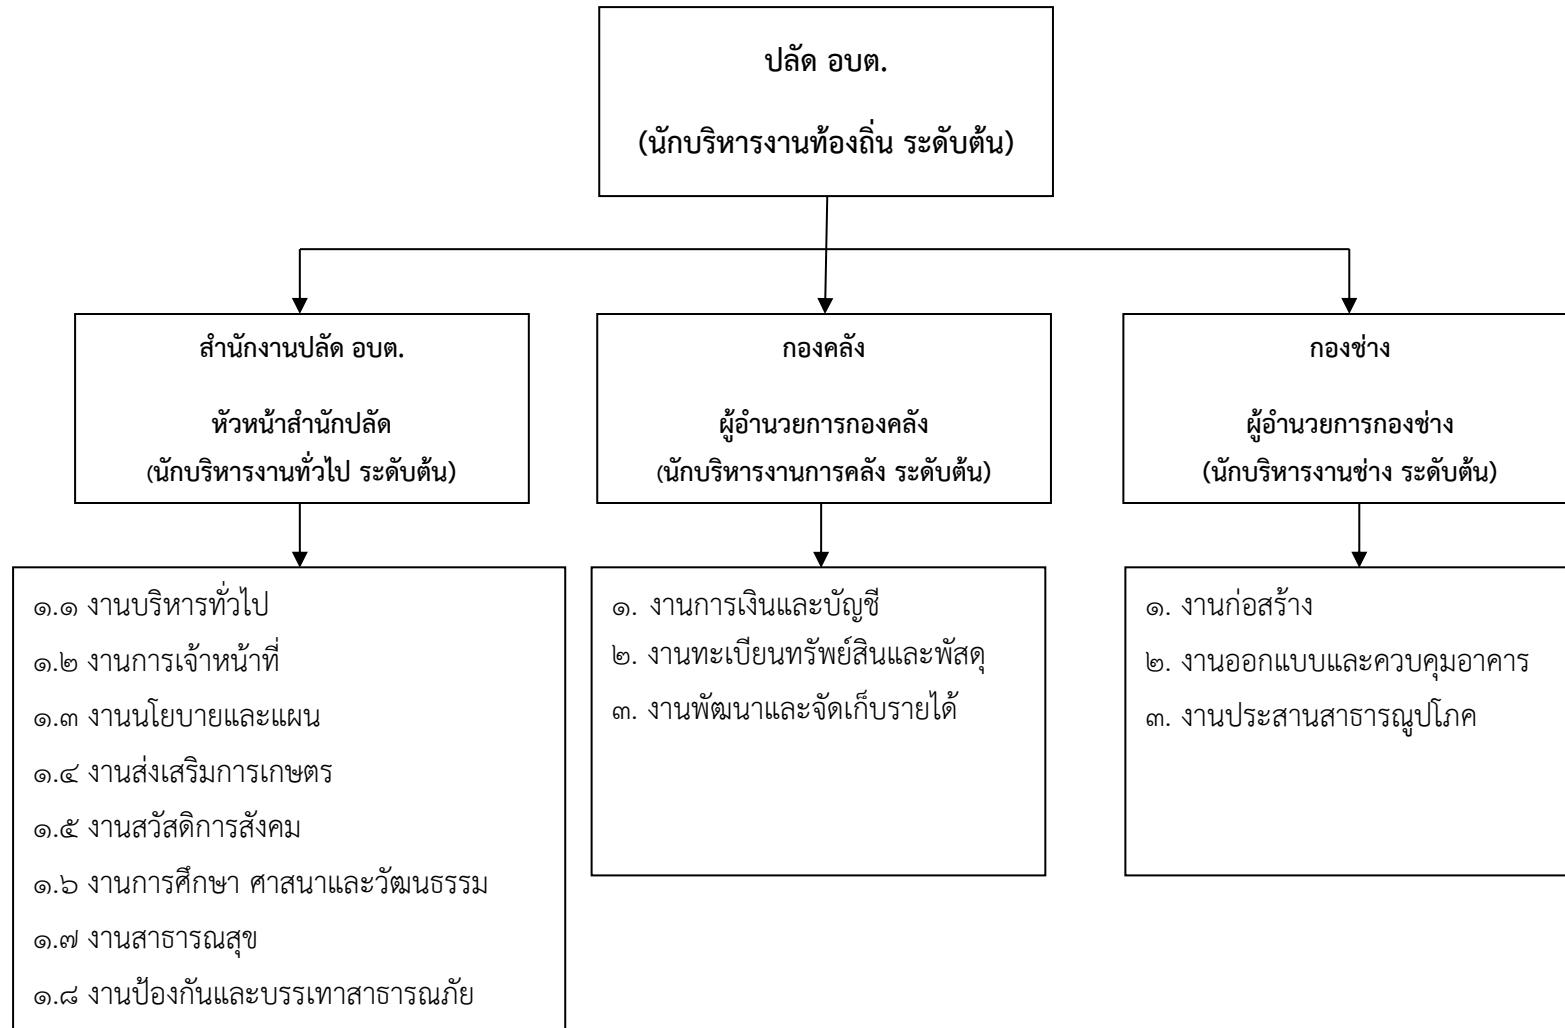 ปลัด อบต.
(นักบริหารงานท้องถิ่น ระดับต้น)
สำนักงานปลัด อบต.
หัวหน้าสำนักปลัด
(นักบริหารงานทั่วไป ระดับต้น)
กองคลัง
ผู้อำนวยการกองคลัง
(นักบริหารงานการคลัง ระดับต้น)
กองช่าง
ผู้อำนวยการกองช่าง
(นักบริหารงานช่าง ระดับต้น)
๑.๑ งานบริหารทั่วไป
๑.๒ งานการเจ้าหน้าที่
๑.๓ งานนโยบายและแผน
๑.๔ งานส่งเสริมการเกษตร
๑.๕ งานสวัสดิการสังคม
๑.๖ งานการศึกษา ศาสนาและวัฒนธรรม
๑.๗ งานสาธารณสุข
๑.๘ งานป้องกันและบรรเทาสาธารณภัย
๑. งานการเงินและบัญชี
๒. งานทะเบียนทรัพย์สินและพัสดุ
๓. งานพัฒนาและจัดเก็บรายได้
๑. งานก่อสร้าง
๒. งานออกแบบและควบคุมอาคาร
๓. งานประสานสาธารณูปโภค